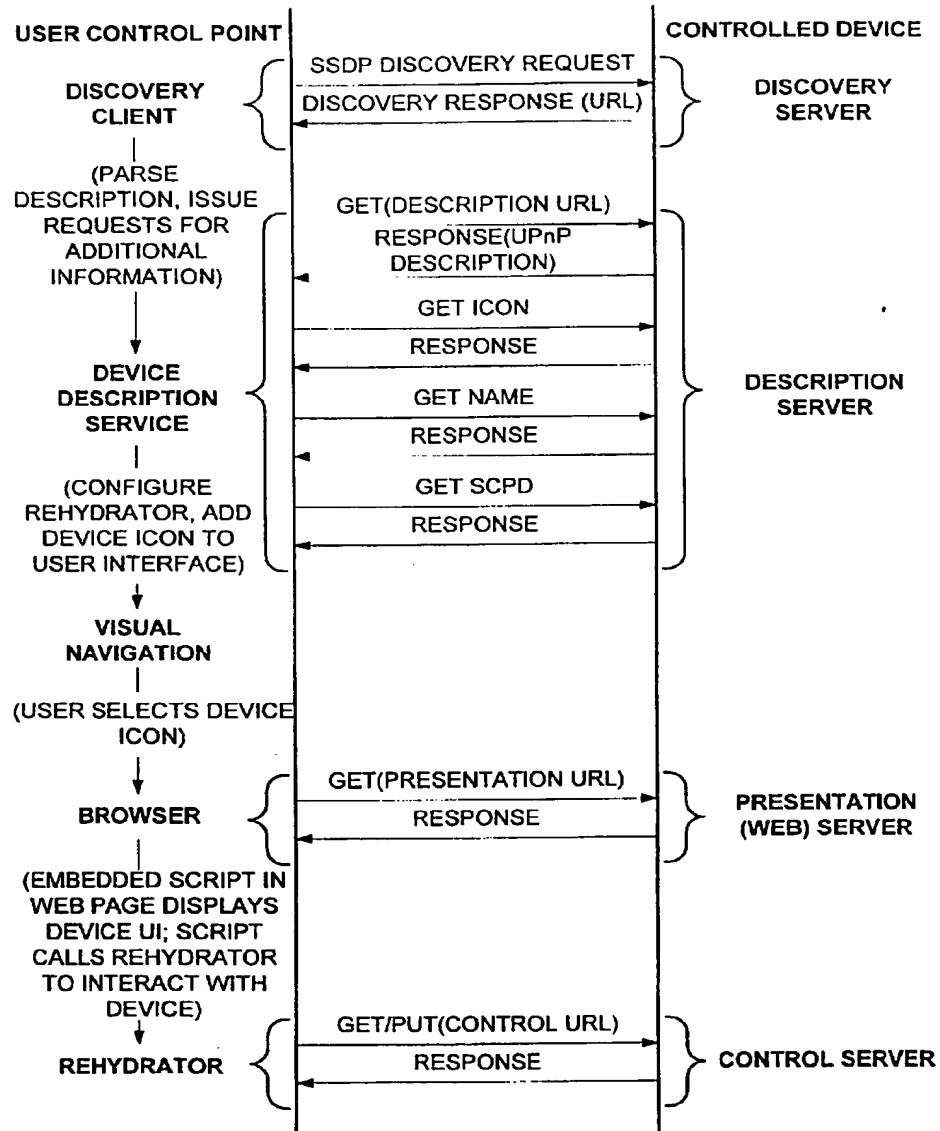 USER CONTROL POINT
CONTROLLED DEVICE
SSDP DISCOVERY REQUEST
DISCOVERY RESPONSE (URL)
DISCOVERY
CLIENT
DISCOVERY
SERVER
(PARSE
DESCRIPTION, ISSUE
REQUESTS FOR
ADDITIONAL
INFORMATION)
GET(DESCRIPTION URL)
RESPONSE(UPnP
DESCRIPTION)
GET ICON
RESPONSE
GET NAME
RESPONSE
GET SCPD
RESPONSE
DEVICE
DESCRIPTION
SERVICE
DESCRIPTION
SERVER
(CONFIGURE
REHYDRATOR, ADD
DEVICE ICON TO
USER INTERFACE)
VISUAL
NAVIGATION
(USER SELECTS DEVICE
ICON)
GET(PRESENTATION URL)
RESPONSE
BROWSER
PRESENTATION
(WEB) SERVER
(EMBEDDED SCRIPT IN
WEB PAGE DISPLAYS
DEVICE UI; SCRIPT
CALLS REHYDRATOR
TO INTERACT WITH
DEVICE)
GET/PUT(CONTROL URL)
RESPONSE
REHYDRATOR
CONTROL SERVER